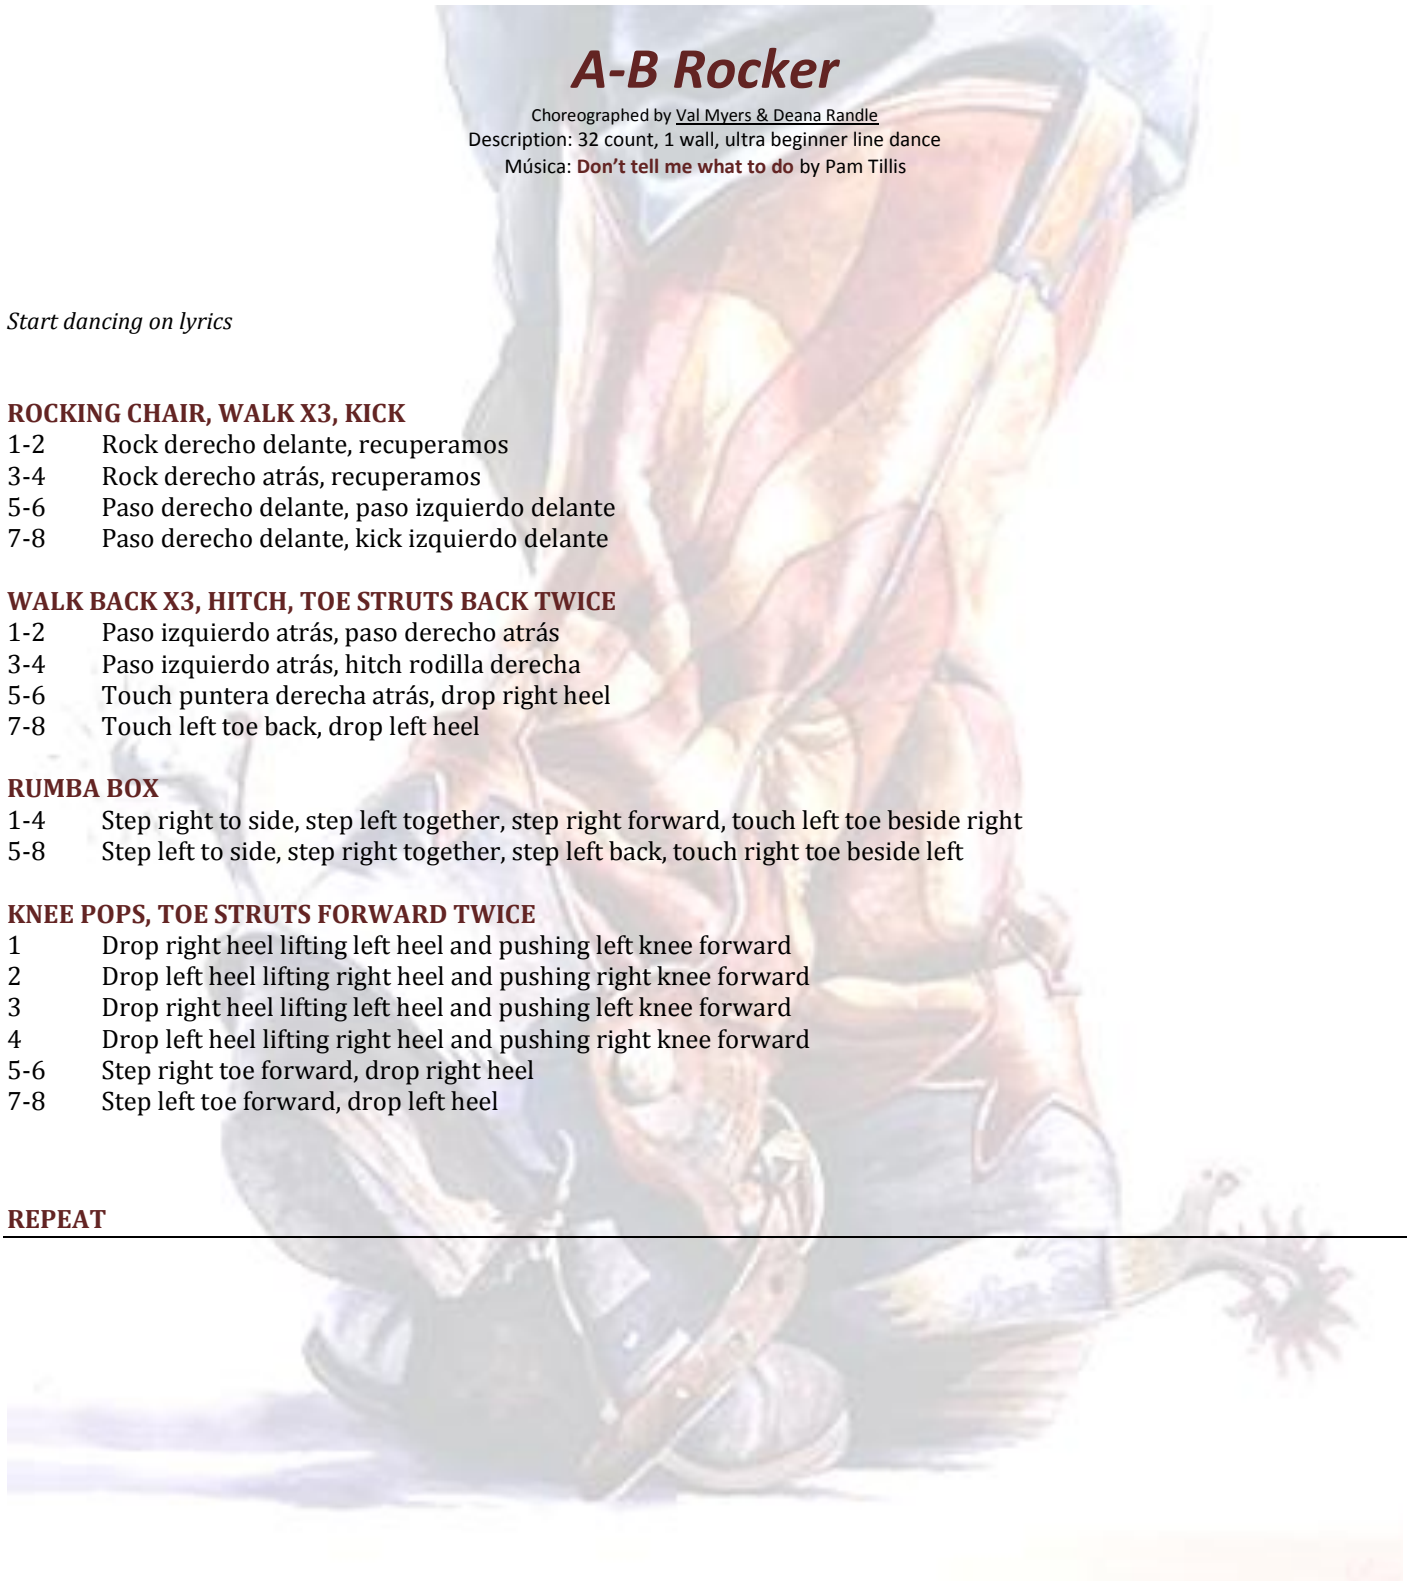 A-B Rocker
Choreographed by Val Myers & Deana Randle
Description: 32 count, 1 wall, ultra beginner line dance
Música: Don’t tell me what to do by Pam Tillis
Start dancing on lyrics
ROCKING CHAIR, WALK X3, KICK
1-2 Rock derecho delante, recuperamos
3-4 Rock derecho atrás, recuperamos
5-6 Paso derecho delante, paso izquierdo delante
7-8 Paso derecho delante, kick izquierdo delante
WALK BACK X3, HITCH, TOE STRUTS BACK TWICE
1-2 Paso izquierdo atrás, paso derecho atrás
3-4 Paso izquierdo atrás, hitch rodilla derecha
5-6 Touch puntera derecha atrás, drop right heel
7-8 Touch left toe back, drop left heel
RUMBA BOX
1-4 Step right to side, step left together, step right forward, touch left toe beside right
5-8 Step left to side, step right together, step left back, touch right toe beside left
KNEE POPS, TOE STRUTS FORWARD TWICE
1 Drop right heel lifting left heel and pushing left knee forward
2 Drop left heel lifting right heel and pushing right knee forward
3 Drop right heel lifting left heel and pushing left knee forward
4 Drop left heel lifting right heel and pushing right knee forward
5-6 Step right toe forward, drop right heel
7-8 Step left toe forward, drop left heel
REPEAT